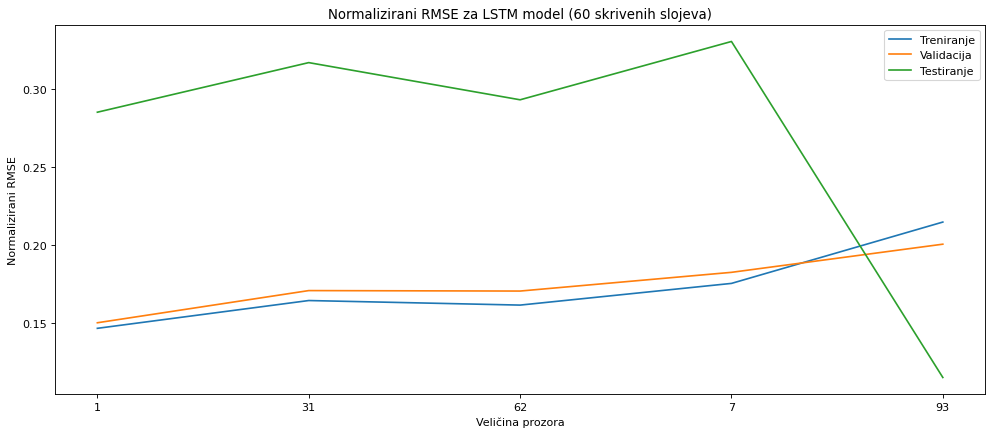 Normalizirani RMSE za LSTM model (60 skrivenih slojeva)
Treniranje
Validacija
Testiranje
Normalizirani RMSE
0.30
0.25
0.20
0.15
1 31 62 7 93
Veličina prozora